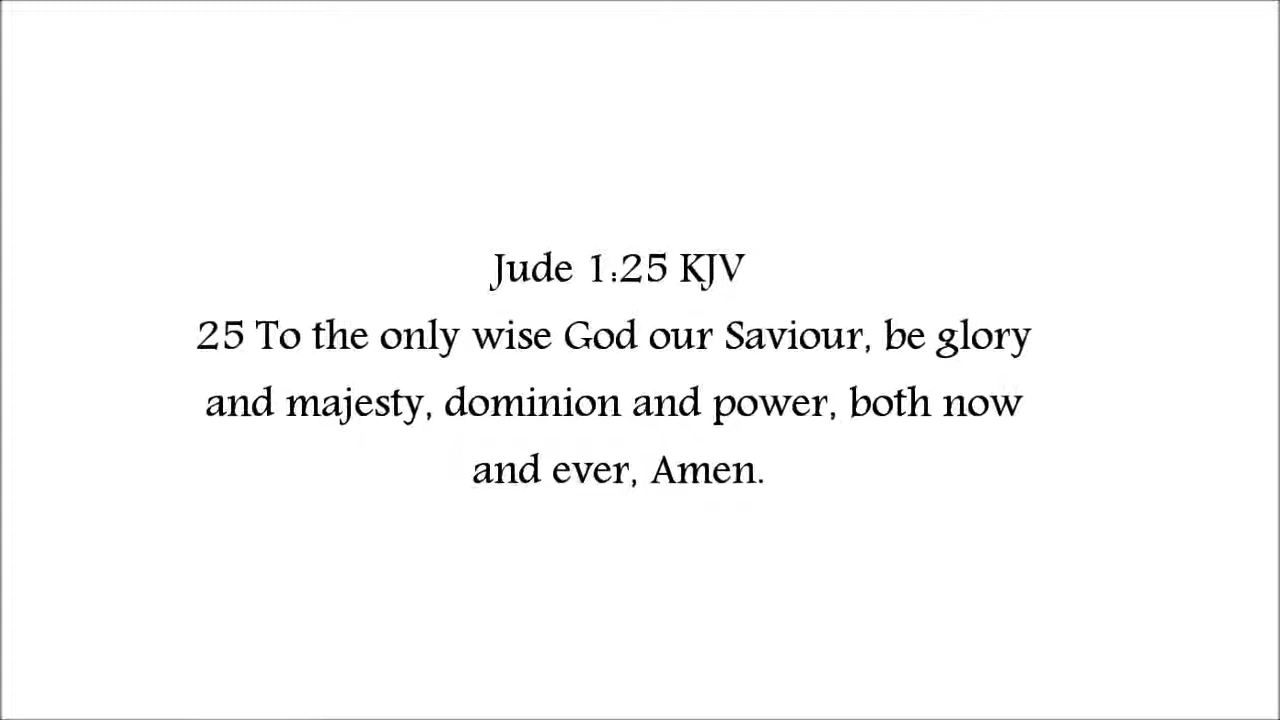 Jude 1:25 KJV
25 To the only wise God our Saviour, be glory
and majesty, dominion and power, both now
and ever, Amen.